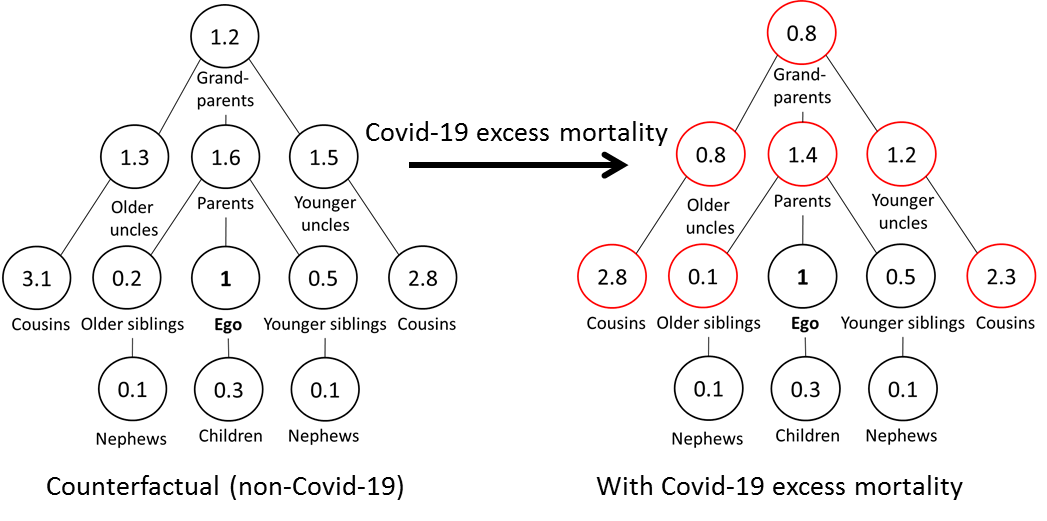 1.2
Grand-
parents
1.3
1.6
1.5
Older
uncles
Parents
Younger
uncles
3.1
0.2
1
0.5
2.8
Cousins
Older siblings
Ego
Younger siblings
Cousins
0.1
0.3
0.1
Nephews
Children
Nephews
Counterfactual (non-Covid-19)
Covid-19 excess mortality
0.8
Grand-
parents
0.8
1.4
1.2
Older
uncles
Parents
Younger
uncles
2.8
0.1
1
0.5
2.3
Cousins
Older siblings
Ego
Younger siblings
Cousins
0.1
0.3
0.1
Nephews
Children
Nephews
With Covid-19 excess mortality